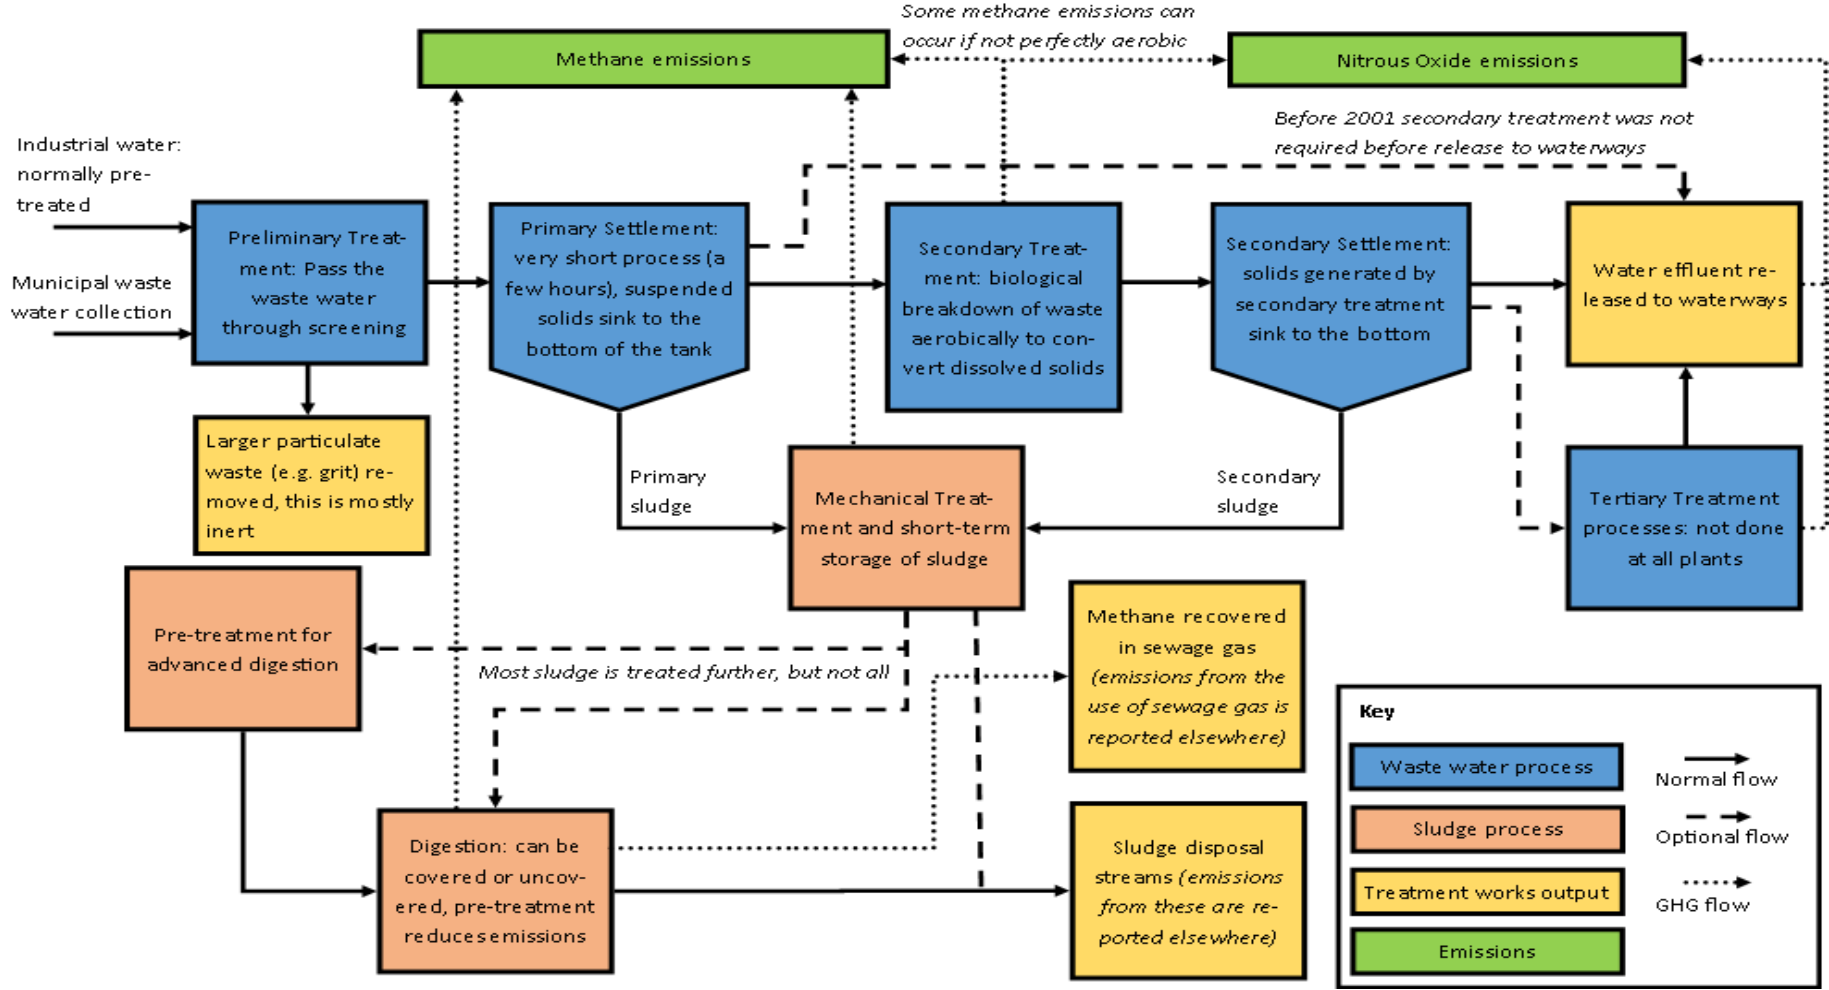 Some methane emissions can
occur if not perfectly aerobic
Methane emissions
Nitrous Oxide emissions
Before 2001 secondary treatment was not
required before release to waterways
Industrial water:
normally pre-
treated
Municipal waste
water collection
Preliminary Treat-
ment: Pass the
waste water
through screening
Primary Settlement:
very short process (a
few hours), suspended
solids sink to the
bottom of the tank
Secondary Treat-
ment: biological
breakdown of waste
aerobically to con-
vert dissolved solids
Secondary Settlement:
solids generated by
secondary treatment
sink to the bottom
Water effluent re-
leased to waterways
Larger particulate
waste (e.g. grit) re-
moved, this is mostly
inert
Primary
sludge
Mechanical Treat-
ment and short-term
storage of sludge
Secondary
sludge
Tertiary Treatment
processes: not done
at all plants
Pre-treatment for
advanced digestion
Most sludge is treated further, but not all
Methane recovered
in sewage gas
(emissions from the
use of sewage gas is
reported elsewhere)
Digestion: can be
covered or uncov-
ered, pre-treatment
reduces emissions
Sludge disposal
streams (emissions
from these are re-
ported elsewhere)
Key
Waste water process
Normal flow
Sludge process
Optional flow
Treatment works output
GHG flow
Emissions